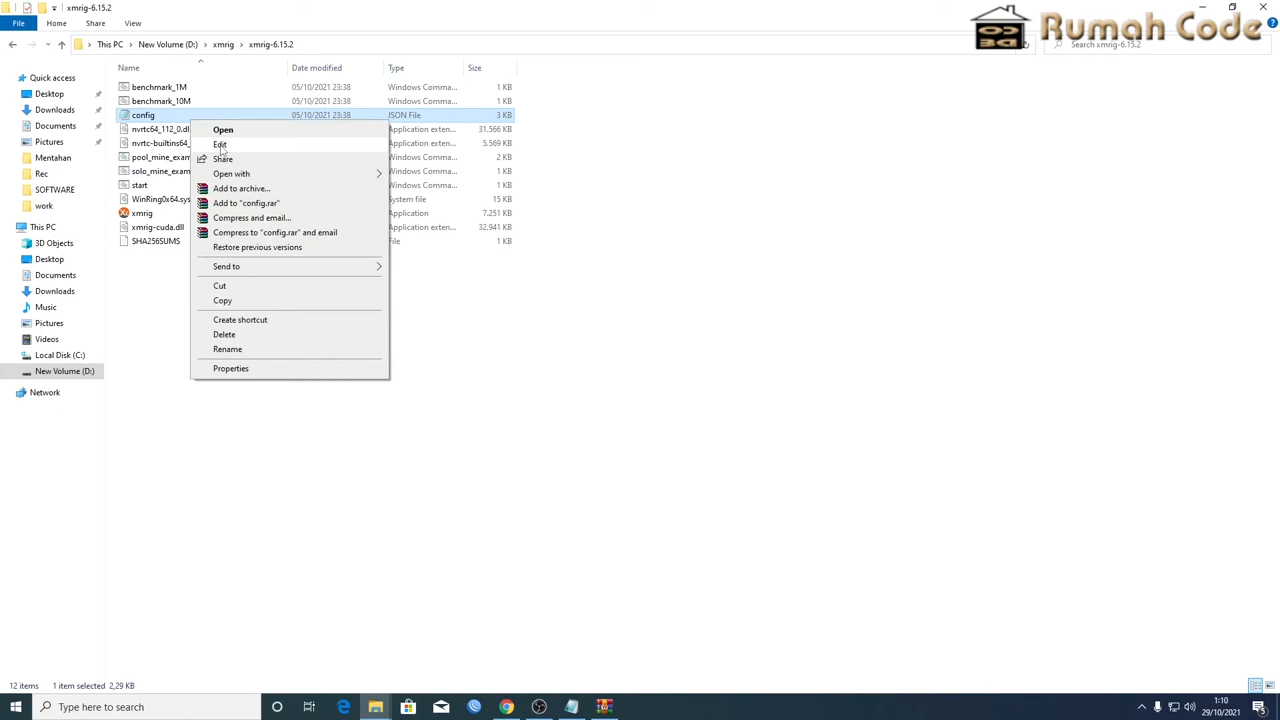 xmrig-6.15.2
File Home Share View
This PC New Volume (D:) xmrig xmrig-6.15.2
Search xmrig-6.15.2
Rumah Code
CODE
Name Date modified Type Size
Quick access
Desktop
Downloads
Documents
Pictures
Mentahan
Rec
SOFTWARE
work
This PC
3D Objects
Desktop
Documents
Downloads
Music
Pictures
Videos
Local Disk (C:)
New Volume (D:)
Network
benchmark_1M 05/10/2021 23:38 Windows Comma... 1 KB
benchmark_10M 05/10/2021 23:38 Windows Comma... 1 KB
config 05/10/2021 23:38 JSON File 3 KB
nvrtc64_112_0.dl Application exten... 31.566 KB
nvrtc-builtins64_ Application exten... 5.569 KB
pool_mine_exam Windows Comma... 2 KB
solo_mine_exam Windows Comma... 1 KB
start Windows Comma... 1 KB
WinRing0x64.sys System file 15 KB
xmrig Application 7.251 KB
xmrig-cuda.dll Application exten... 32.941 KB
SHA256SUMS File 1 KB
Open
Edit
Share
Open with
Add to archive...
Add to "config.rar"
Compress and email...
Compress to "config.rar" and email
Restore previous versions
Send to
Cut
Copy
Create shortcut
Delete
Rename
Properties
12 items 1 item selected 2,29 KB
Type here to search
1:10
29/10/2021